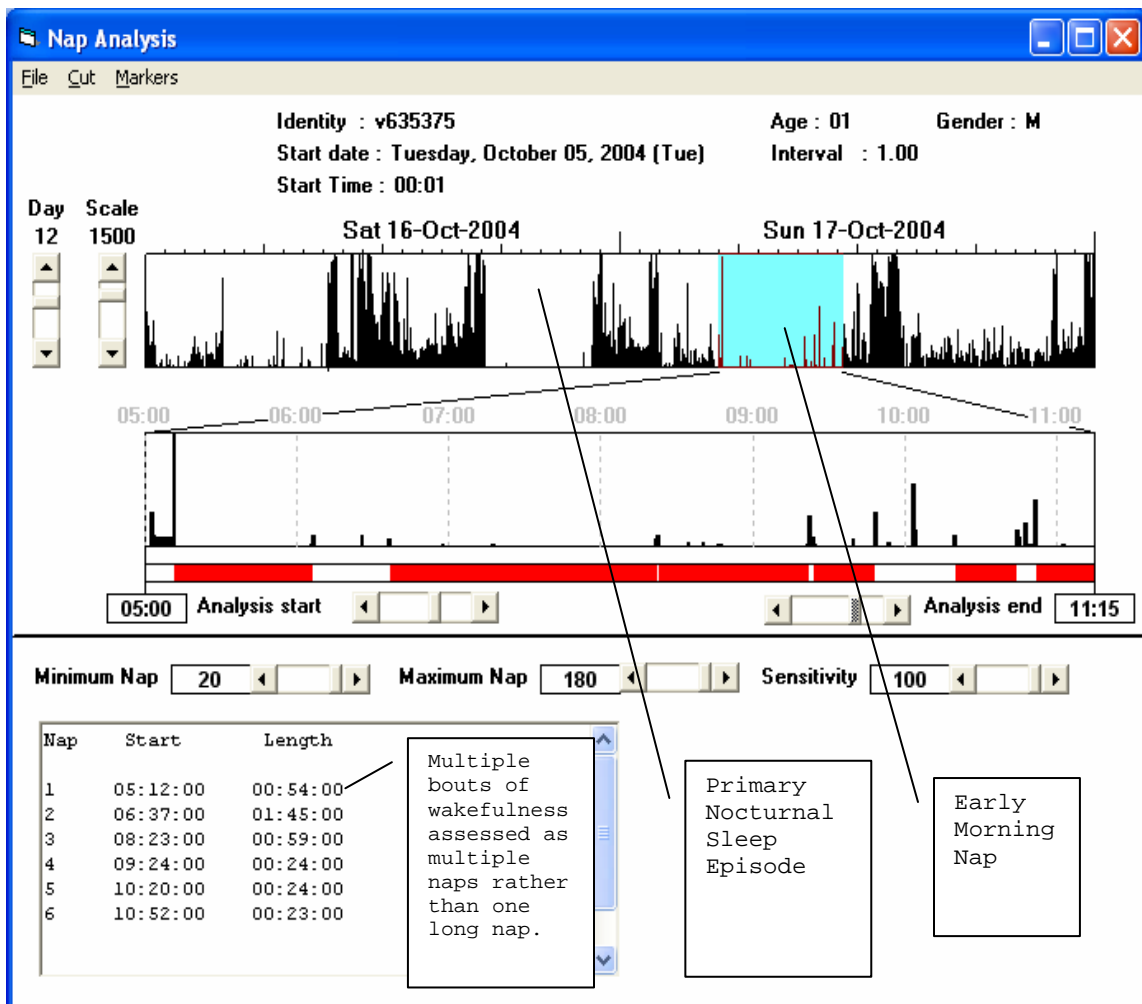 Nap Analysis
File Cut Markers
Identity : v635375 Age : 01 Gender : M
Start date : Tuesday, October 05, 2004 (Tue) Interval : 1.00
Start Time : 00:01
Day Scale
12 1500
Sat 16-Oct-2004 Sun 17-Oct-2004
05:00 06:00 07:00 08:00 09:00 10:00 11:00
05:00 Analysis start Analysis end 11:15
Minimum Nap 20 Maximum Nap 180 Sensitivity 100
Nap Start Length
1 05:12:00 00:54:00
2 06:37:00 01:45:00
3 08:23:00 00:59:00
4 09:24:00 00:24:00
5 10:20:00 00:24:00
6 10:52:00 00:23:00
Multiple
bouts of
wakefulness
assessed as
multiple
naps rather
than one
long nap.
Primary
Nocturnal
Sleep
Episode
Early
Morning
Nap